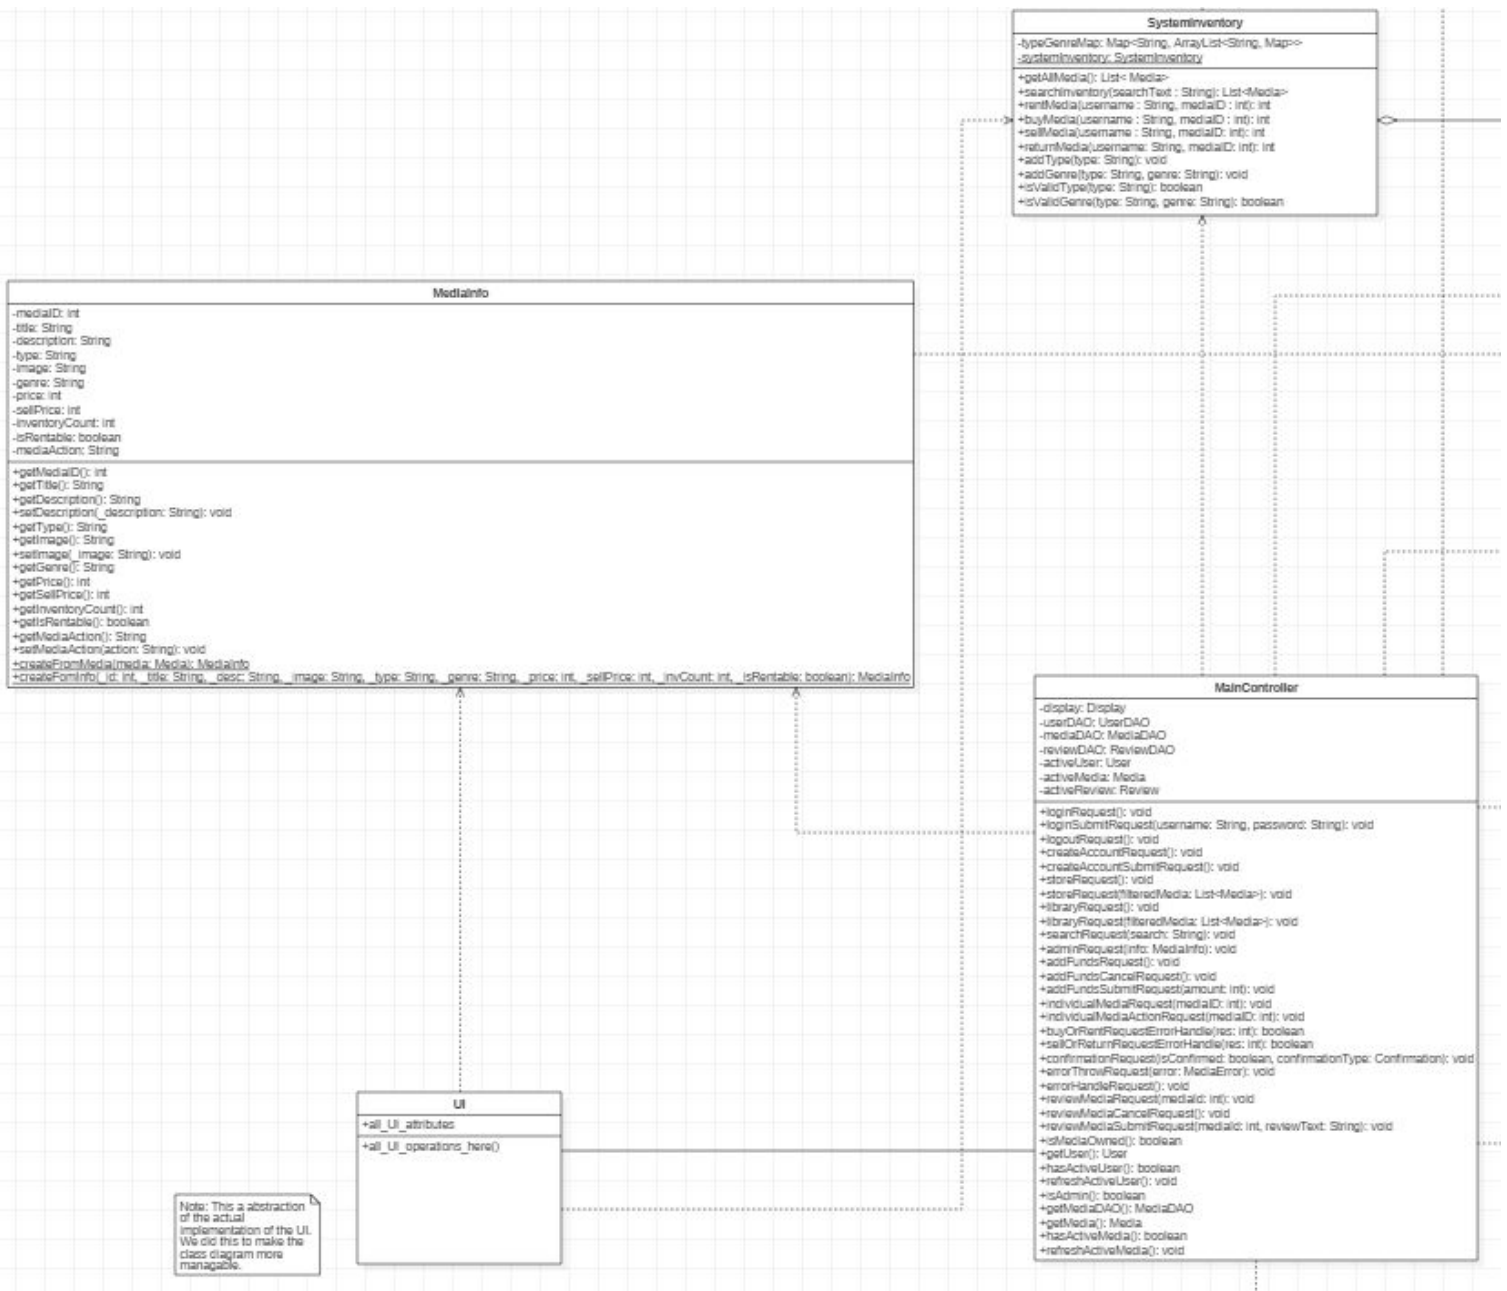 SystemInventory
-typeGenreMap: Map<String, ArrayList<String, Map>>
-systemInventory: SystemInventory
+getAllMedia(): List< Media>
+searchInventory(searchText : String): List<Media>
+rentMedia(username : String, mediaID : int): int
+buyMedia(username : String, mediaID : int): int
+sellMedia(username : String, mediaID: int): int
+returnMedia(username: String, mediaID: int): int
+addType(type: String): void
+addGenre(type: String, genre: String): void
+isValidType(type: String): boolean
+isValidGenre(type: String, genre: String): boolean
MediaInfo
-mediaID: int
-title: String
-description: String
-type: String
-image: String
-genre: String
-price: int
-sellPrice: int
-inventoryCount: int
-isRentable: boolean
-mediaAction: String
+getMediaID(): int
+getTitle(): String
+getDescription(): String
+setDescription(_description: String): void
+getType(): String
+getImage(): String
+setImage(_image: String): void
+getGenre(): String
+getPrice(): int
+getSellPrice(): int
+getInventoryCount(): int
+getIsRentable(): boolean
+getMediaAction(): String
+setMediaAction(action: String): void
+createFromMedia(media: Media): MediaInfo
+createFomInfo(_id: int, _title: String, _desc: String, _image: String, _type: String, _genre: String, _price: int, _sellPrice: int, _invCount: int, _isRentable: boolean): MediaInfo
MainController
-display: Display
-userDAO: UserDAO
-mediaDAO: MediaDAO
-reviewDAO: ReviewDAO
-activeUser: User
-activeMedia: Media
-activeReview: Review
+loginRequest(): void
+loginSubmitRequest(username: String, password: String): void
+logoutRequest(): void
+createAccountRequest(): void
+createAccountSubmitRequest(): void
+storeRequest(): void
+storeRequest(filteredMedia: List<Media>): void
+libraryRequest(): void
+libraryRequest(filteredMedia: List<Media>): void
+searchRequest(search: String): void
+adminRequest(info: MediaInfo): void
+addFundsRequest(): void
+addFundsCancelRequest(): void
+addFundsSubmitRequest(amount: int): void
+individualMediaRequest(mediaID: int): void
+individualMediaActionRequest(mediaID: int): void
+buyOrRentRequestErrorHandle(res: int): boolean
+sellOrReturnRequestErrorHandle(res: int): boolean
+confirmationRequest(isConfirmed: boolean, confirmationType: Confirmation): void
+errorThrowRequest(error: MediaError): void
+errorHandleRequest(): void
+reviewMediaRequest(mediaId: int): void
+reviewMediaCancelRequest(): void
+reviewMediaSubmitRequest(mediaId: int, reviewText: String): void
+isMediaOwned(): boolean
+getUser(): User
+hasActiveUser(): boolean
+refreshActiveUser(): void
+isAdmin(): boolean
+getMediaDAO(): MediaDAO
+getMedia(): Media
+hasActiveMedia(): boolean
+refreshActiveMedia(): void
UI
+all_UI_attributes
+all_UI_operations_here()
Note: This a abstraction
of the actual
implementation of the UI.
We did this to make the
class diagram more
managable.